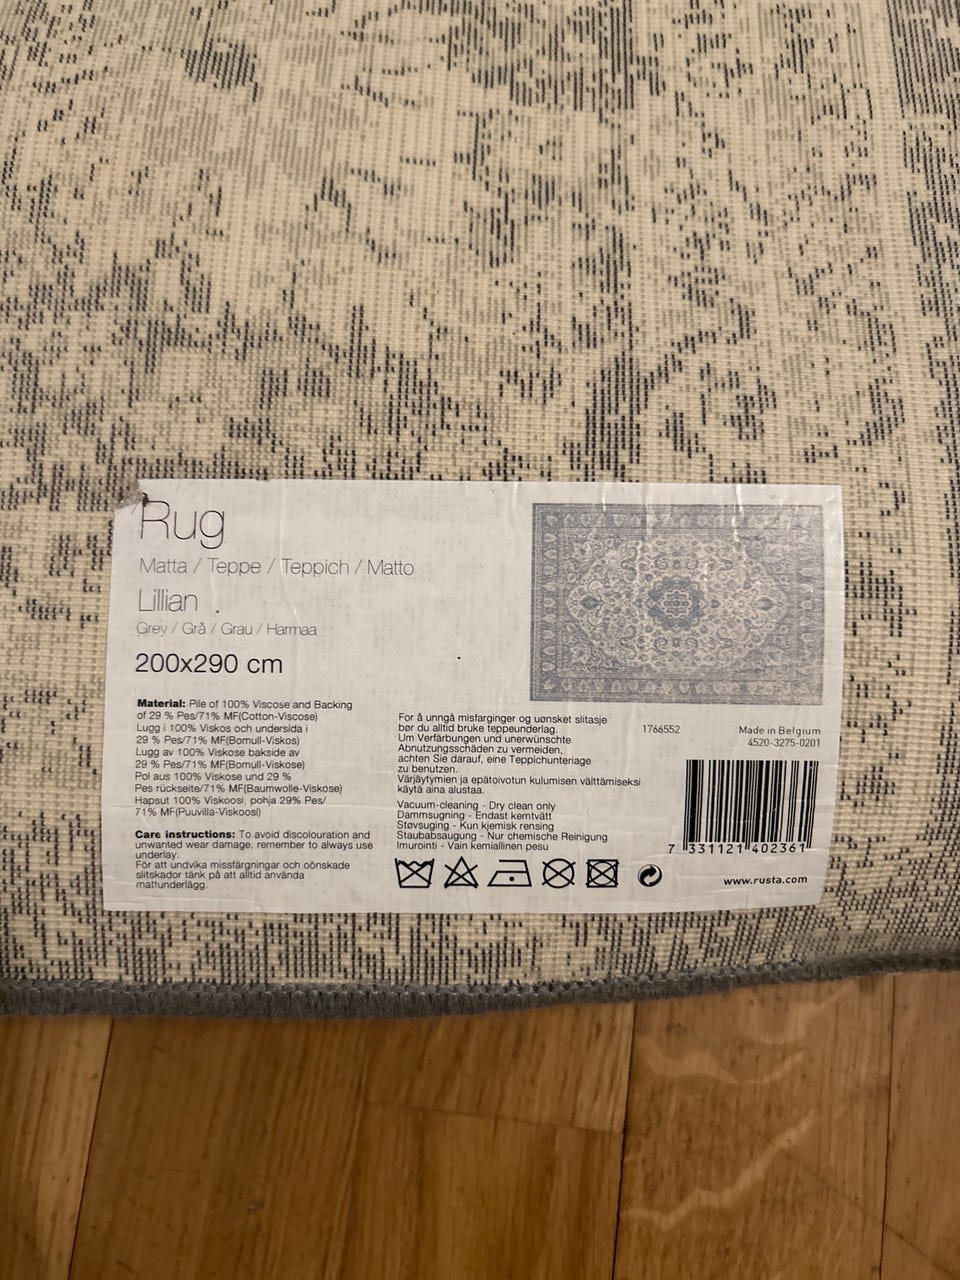 Rug
Matta / Teppe / Teppich / Matto
Lillian .
Grey / Grå / Grau / Harmaa
200x290 cm
Material: Pile of 100% Viscose and Backing
of 29 % Pes/71% MF(Cotton-Viscose)
Lugg i 100% Viskos och undersida i
29 % Pes/71% MF(Bomull-Viskos)
Lugg av 100% Viskose bakside av
29 % Pes/71% MF(Bomull-Viskose)
Pol aus 100% Viskose und 29 %
Pes rückseite/71% MF(Baumwolle-Viskose)
Hapsut 100% Viskoosi, pohja 29% Pes/
71% MF(Puuvilla-Viskoosi)
Care instructions: To avoid discolouration and
unwanted wear damage, remember to always use
underlay.
För att undvika missfärgningar och oönskade
slitskador tänk på att alltid använda
mattunderlägg.
For å unngå misfarginger og uønsket slitasje
bør du alltid bruke teppeunderlag.
Um Verfärbungen und unerwünschte
Abnutzungsschäden zu vermeiden,
achten Sie darauf, eine Teppichunterlage
zu benutzen.
Värjäytymien ja epätoivotun kulumisen välttämiseksi
käytä aina alustaa.
Vacuum-cleaning - Dry clean only
Dammsugning - Endast kemtvätt
Støvsuging - Kun kjemisk rensing
Staubabsaugung - Nur chemische Reinigung
Imurointi - Vain kemiallinen pesu
1766552
Made in Belgium
4520-3275-0201
7 331121 402361
www.rusta.com